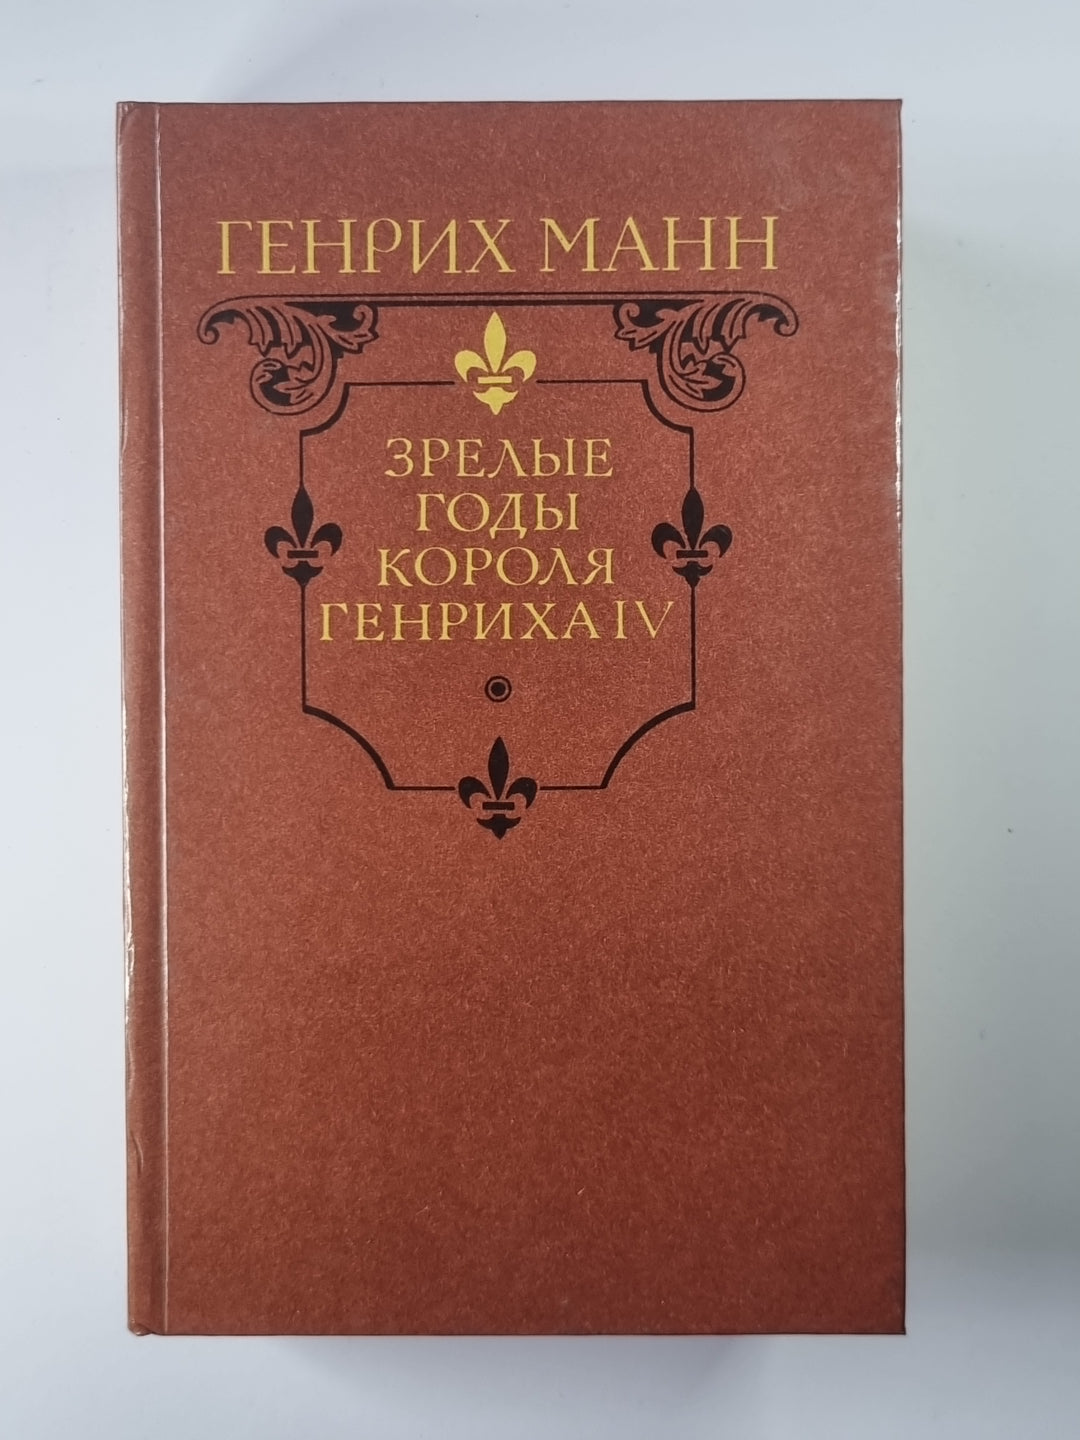 ГЕНРИХ МАНН
ЗРЕЛЫЕ
ГОДЫ
КОРОЛЯ
ГЕНРИХА IV